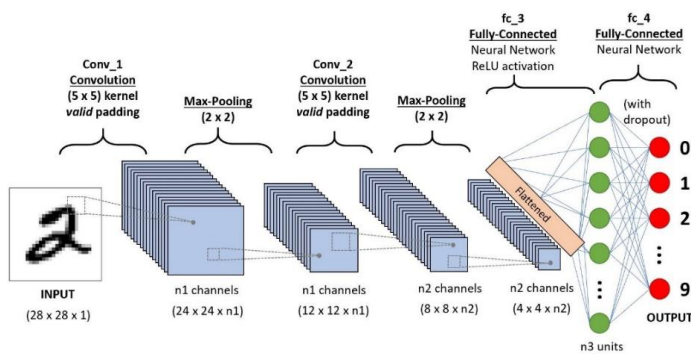 fc_3
Fully-Connected
Neural Network
ReLU activation
fc_4
Fully-Connected
Neural Network
Conv_1
Convolution
(5 x 5) kernel
valid padding
Max-Pooling
(2 x 2)
Conv_2
Convolution
(5 x 5) kernel
valid padding
Max-Pooling
(2 x 2)
(with
dropout)
Flattened
0
1
2
9
2
INPUT
(28 x 28 x 1)
n1 channels
(24 x 24 x n1)
n1 channels
(12 x 12 x n1)
n2 channels
(8 x 8 x n2)
n2 channels
(4 x 4 x n2)
n3 units
OUTPUT